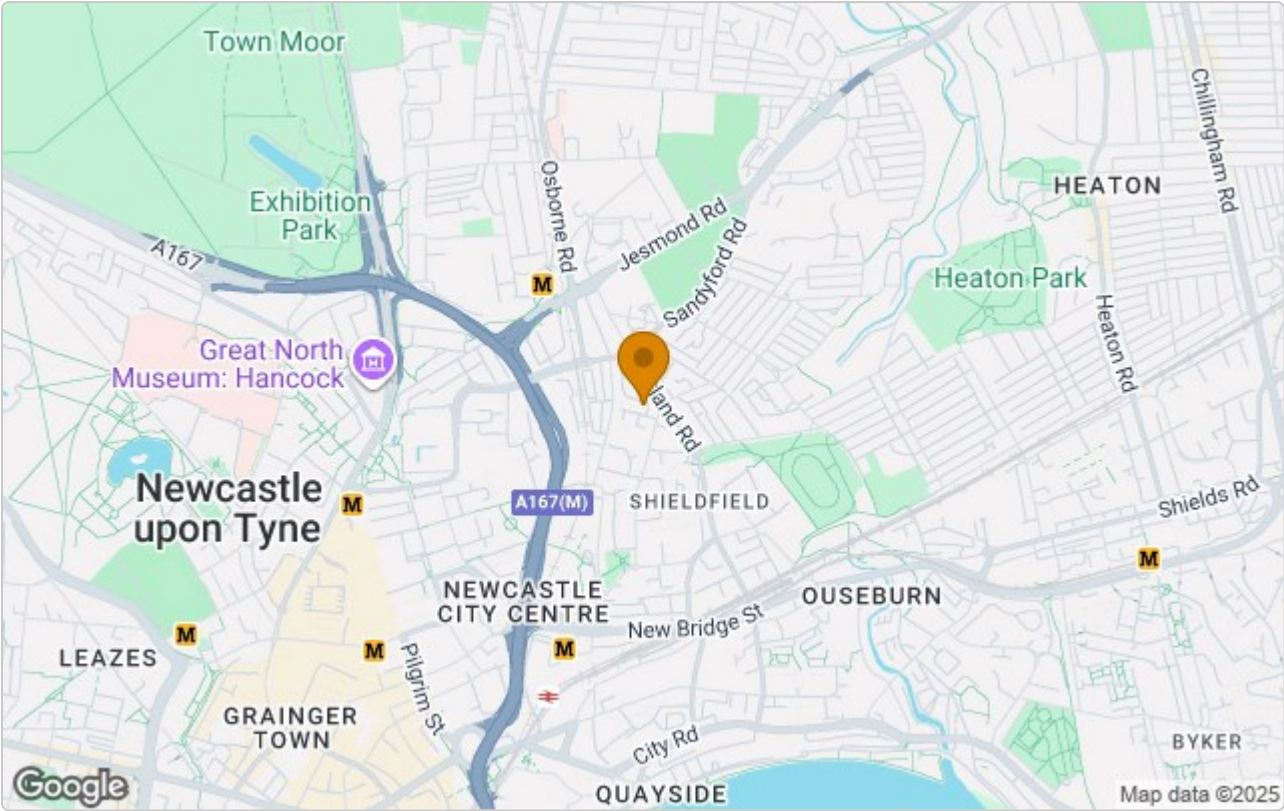 Town Moor
Exhibition
Park
A167
Osborne Rd
Jesmond Rd
Sandyford Rd
HEATON
Chillingham Rd
Heaton Park
Heaton Rd
M
Great North
Museum: Hancock
land Rd
Newcastle
upon Tyne
M
A167(M)
SHIELDFIELD
Shields Rd
M
NEWCASTLE
CITY CENTRE
OUSEBURN
New Bridge St
M
M
M
LEAZES
Pilgrim St
GRAINGER
TOWN
City Rd
BYKER
QUAYSIDE
Google
Map data ©2025